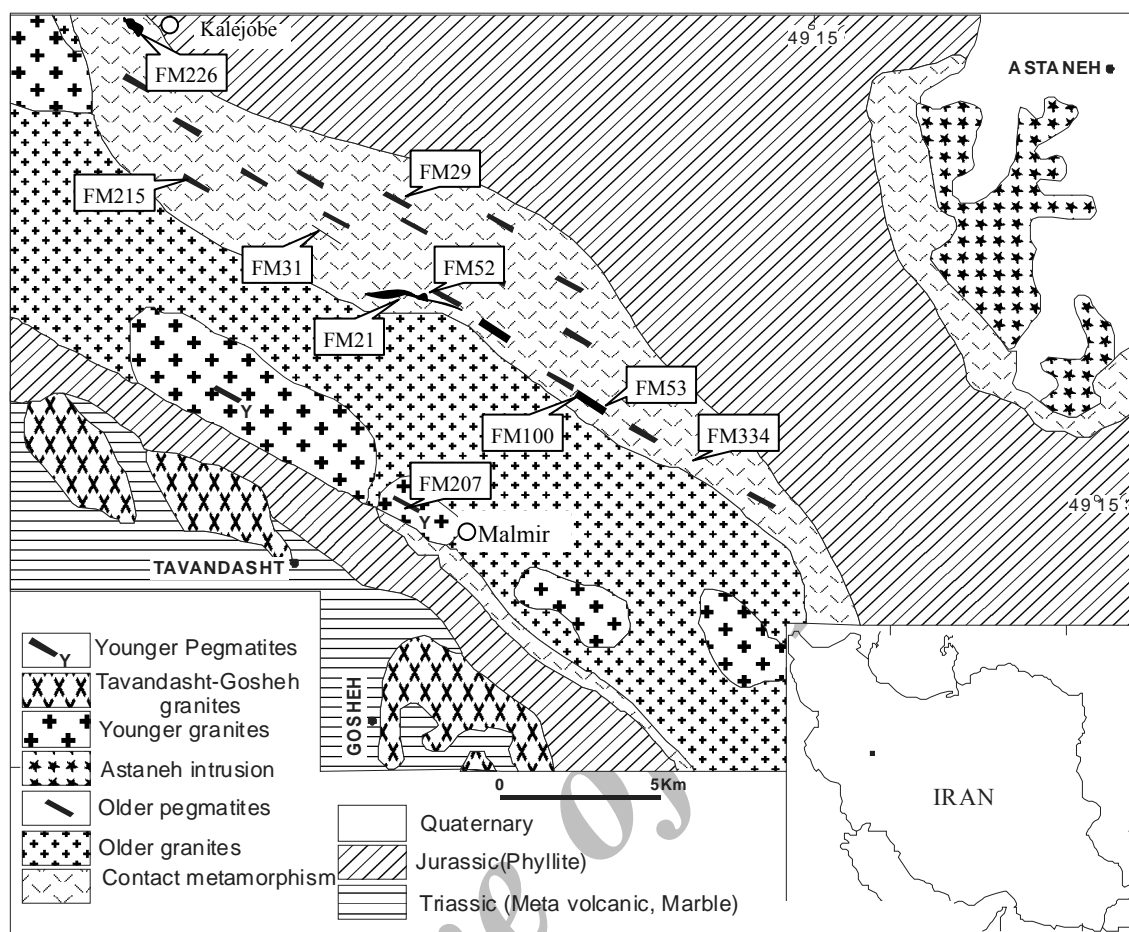 Kalejobe
49 15
ASTANEH
FM226
FM29
FM215
FM31
FM52
FM21
FM53
FM100
FM334
FM207
Y
Y
Malmir
49°15
TAVANDASHT
GOSHEH
Y
Younger Pegmatites
Tavandasht-Gosheh
granites
Younger granites
Astaneh intrusion
Older pegmatites
Older granites
Contact metamorphism
0 5Km
Quaternary
Jurassic(Phyllite)
Triassic (Meta volcanic, Marble)
IRAN